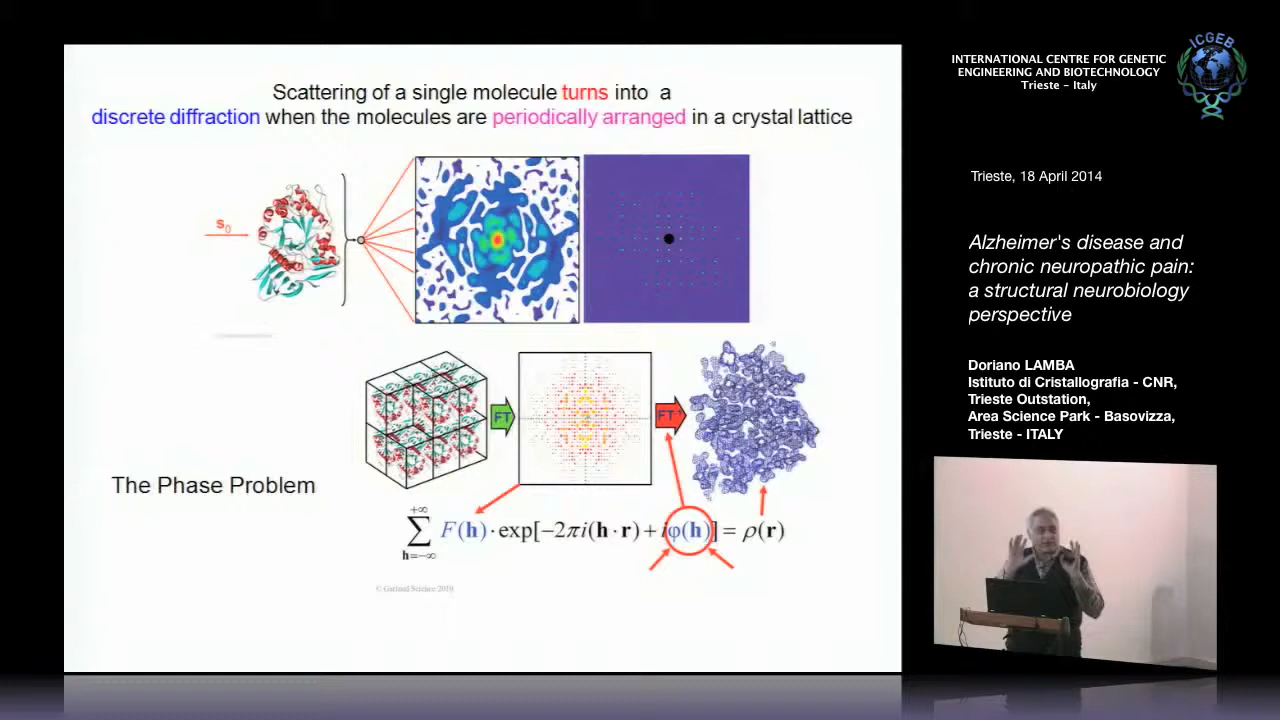 Scattering of a single molecule turns into a
discrete diffraction when the molecules are periodically arranged in a crystal lattice
s₀
FT
FT⁻¹
The Phase Problem
+∞
∑ F(h)·exp[−2πi(h·r)+iφ(h)]=ρ(r)
h=−∞
© Garland Science 2010
INTERNATIONAL CENTRE FOR GENETIC
ENGINEERING AND BIOTECHNOLOGY
Trieste - Italy
ICGEB
Trieste, 18 April 2014
Alzheimer's disease and
chronic neuropathic pain:
a structural neurobiology
perspective
Doriano LAMBA
Istituto di Cristallografia - CNR,
Trieste Outstation,
Area Science Park - Basovizza,
Trieste - ITALY